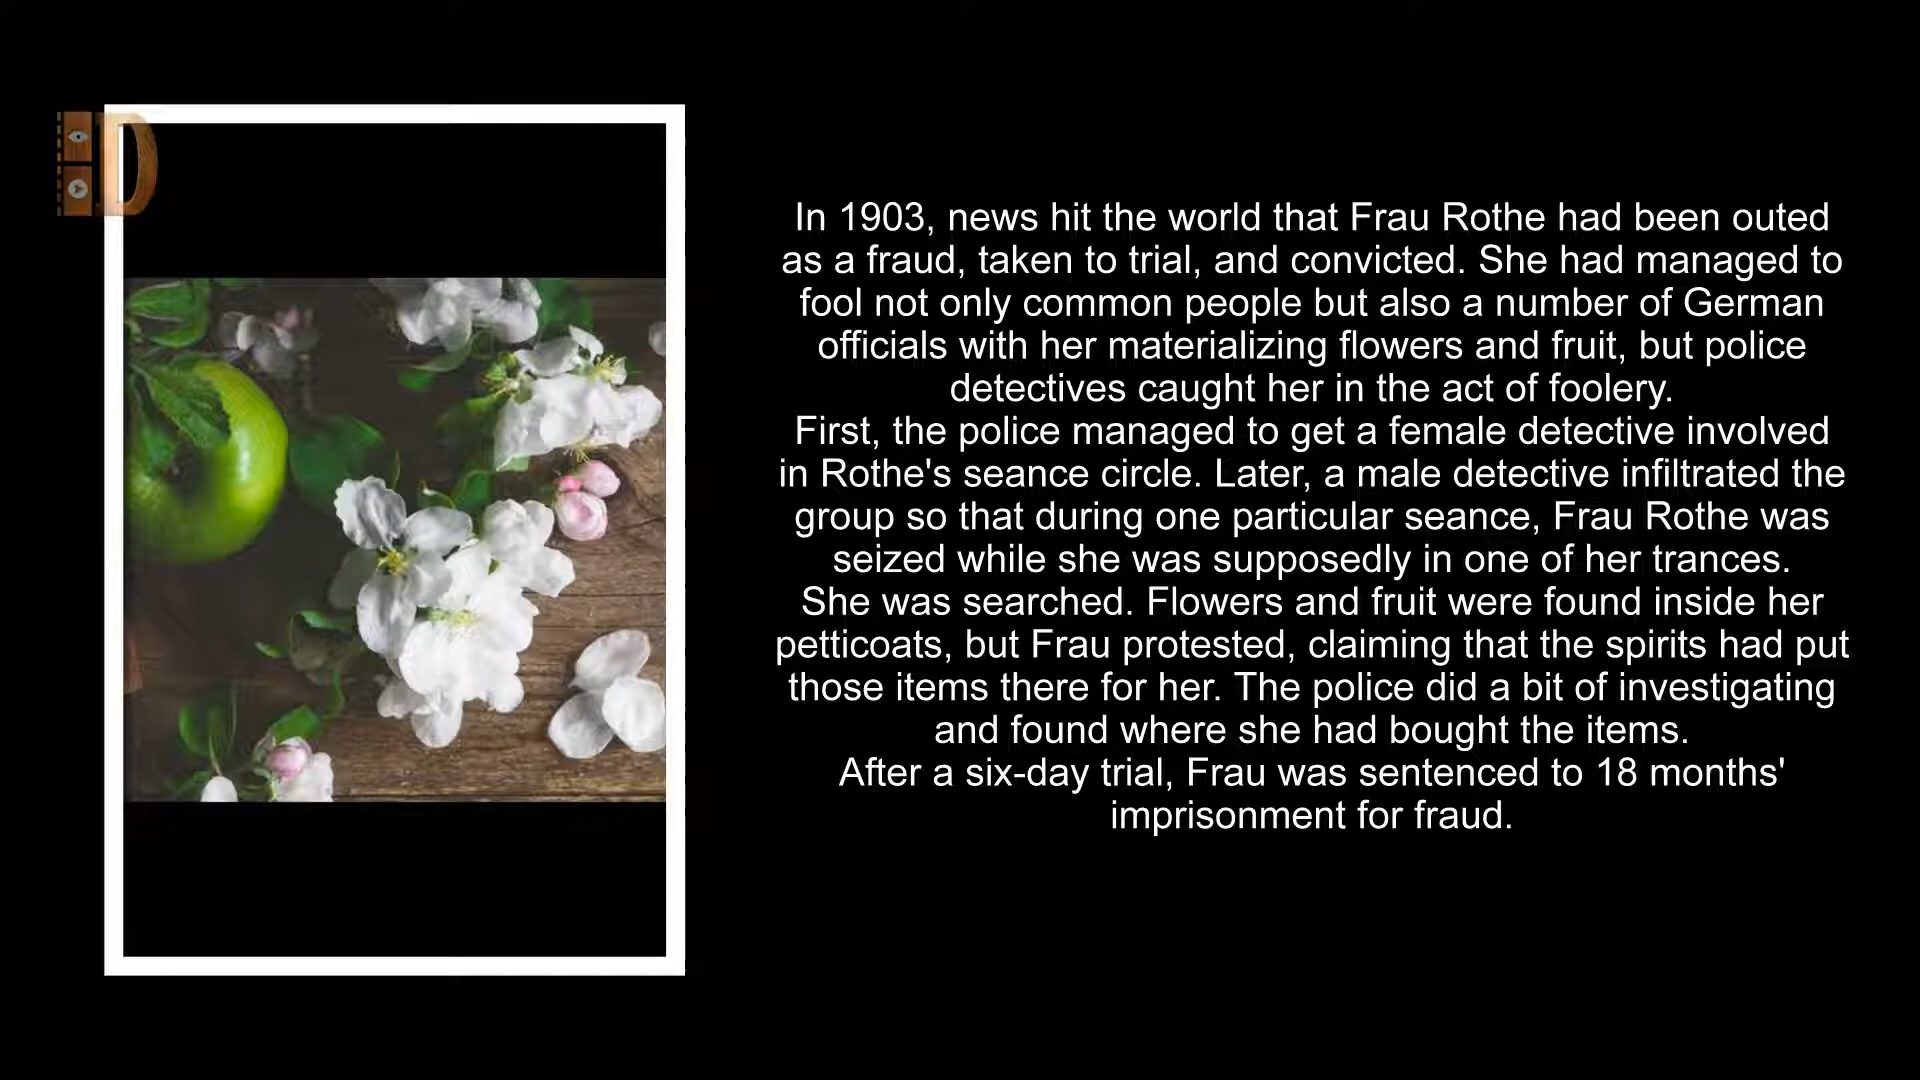 D
In 1903, news hit the world that Frau Rothe had been outed
as a fraud, taken to trial, and convicted. She had managed to
fool not only common people but also a number of German
officials with her materializing flowers and fruit, but police
detectives caught her in the act of foolery.
First, the police managed to get a female detective involved
in Rothe's seance circle. Later, a male detective infiltrated the
group so that during one particular seance, Frau Rothe was
seized while she was supposedly in one of her trances.
She was searched. Flowers and fruit were found inside her
petticoats, but Frau protested, claiming that the spirits had put
those items there for her. The police did a bit of investigating
and found where she had bought the items.
After a six-day trial, Frau was sentenced to 18 months'
imprisonment for fraud.